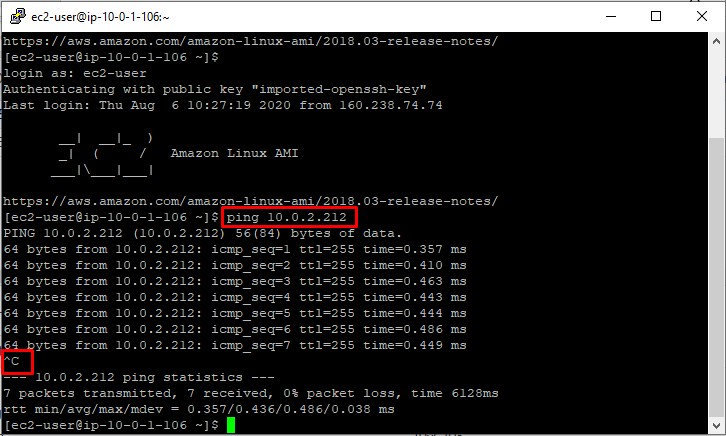 ec2-user@ip-10-0-1-106:~
https://aws.amazon.com/amazon-linux-ami/2018.03-release-notes/
[ec2-user@ip-10-0-1-106 ~]$
login as: ec2-user
Authenticating with public key "imported-openssh-key"
Last login: Thu Aug  6 10:27:19 2020 from 160.238.74.74
       __|  __|_  )
       _|  (     /   Amazon Linux AMI
      ___|\___|___|
https://aws.amazon.com/amazon-linux-ami/2018.03-release-notes/
[ec2-user@ip-10-0-1-106 ~]$ ping 10.0.2.212
PING 10.0.2.212 (10.0.2.212) 56(84) bytes of data.
64 bytes from 10.0.2.212: icmp_seq=1 ttl=255 time=0.357 ms
64 bytes from 10.0.2.212: icmp_seq=2 ttl=255 time=0.410 ms
64 bytes from 10.0.2.212: icmp_seq=3 ttl=255 time=0.463 ms
64 bytes from 10.0.2.212: icmp_seq=4 ttl=255 time=0.443 ms
64 bytes from 10.0.2.212: icmp_seq=5 ttl=255 time=0.444 ms
64 bytes from 10.0.2.212: icmp_seq=6 ttl=255 time=0.486 ms
64 bytes from 10.0.2.212: icmp_seq=7 ttl=255 time=0.449 ms
^C
--- 10.0.2.212 ping statistics ---
7 packets transmitted, 7 received, 0% packet loss, time 6128ms
rtt min/avg/max/mdev = 0.357/0.436/0.486/0.038 ms
[ec2-user@ip-10-0-1-106 ~]$